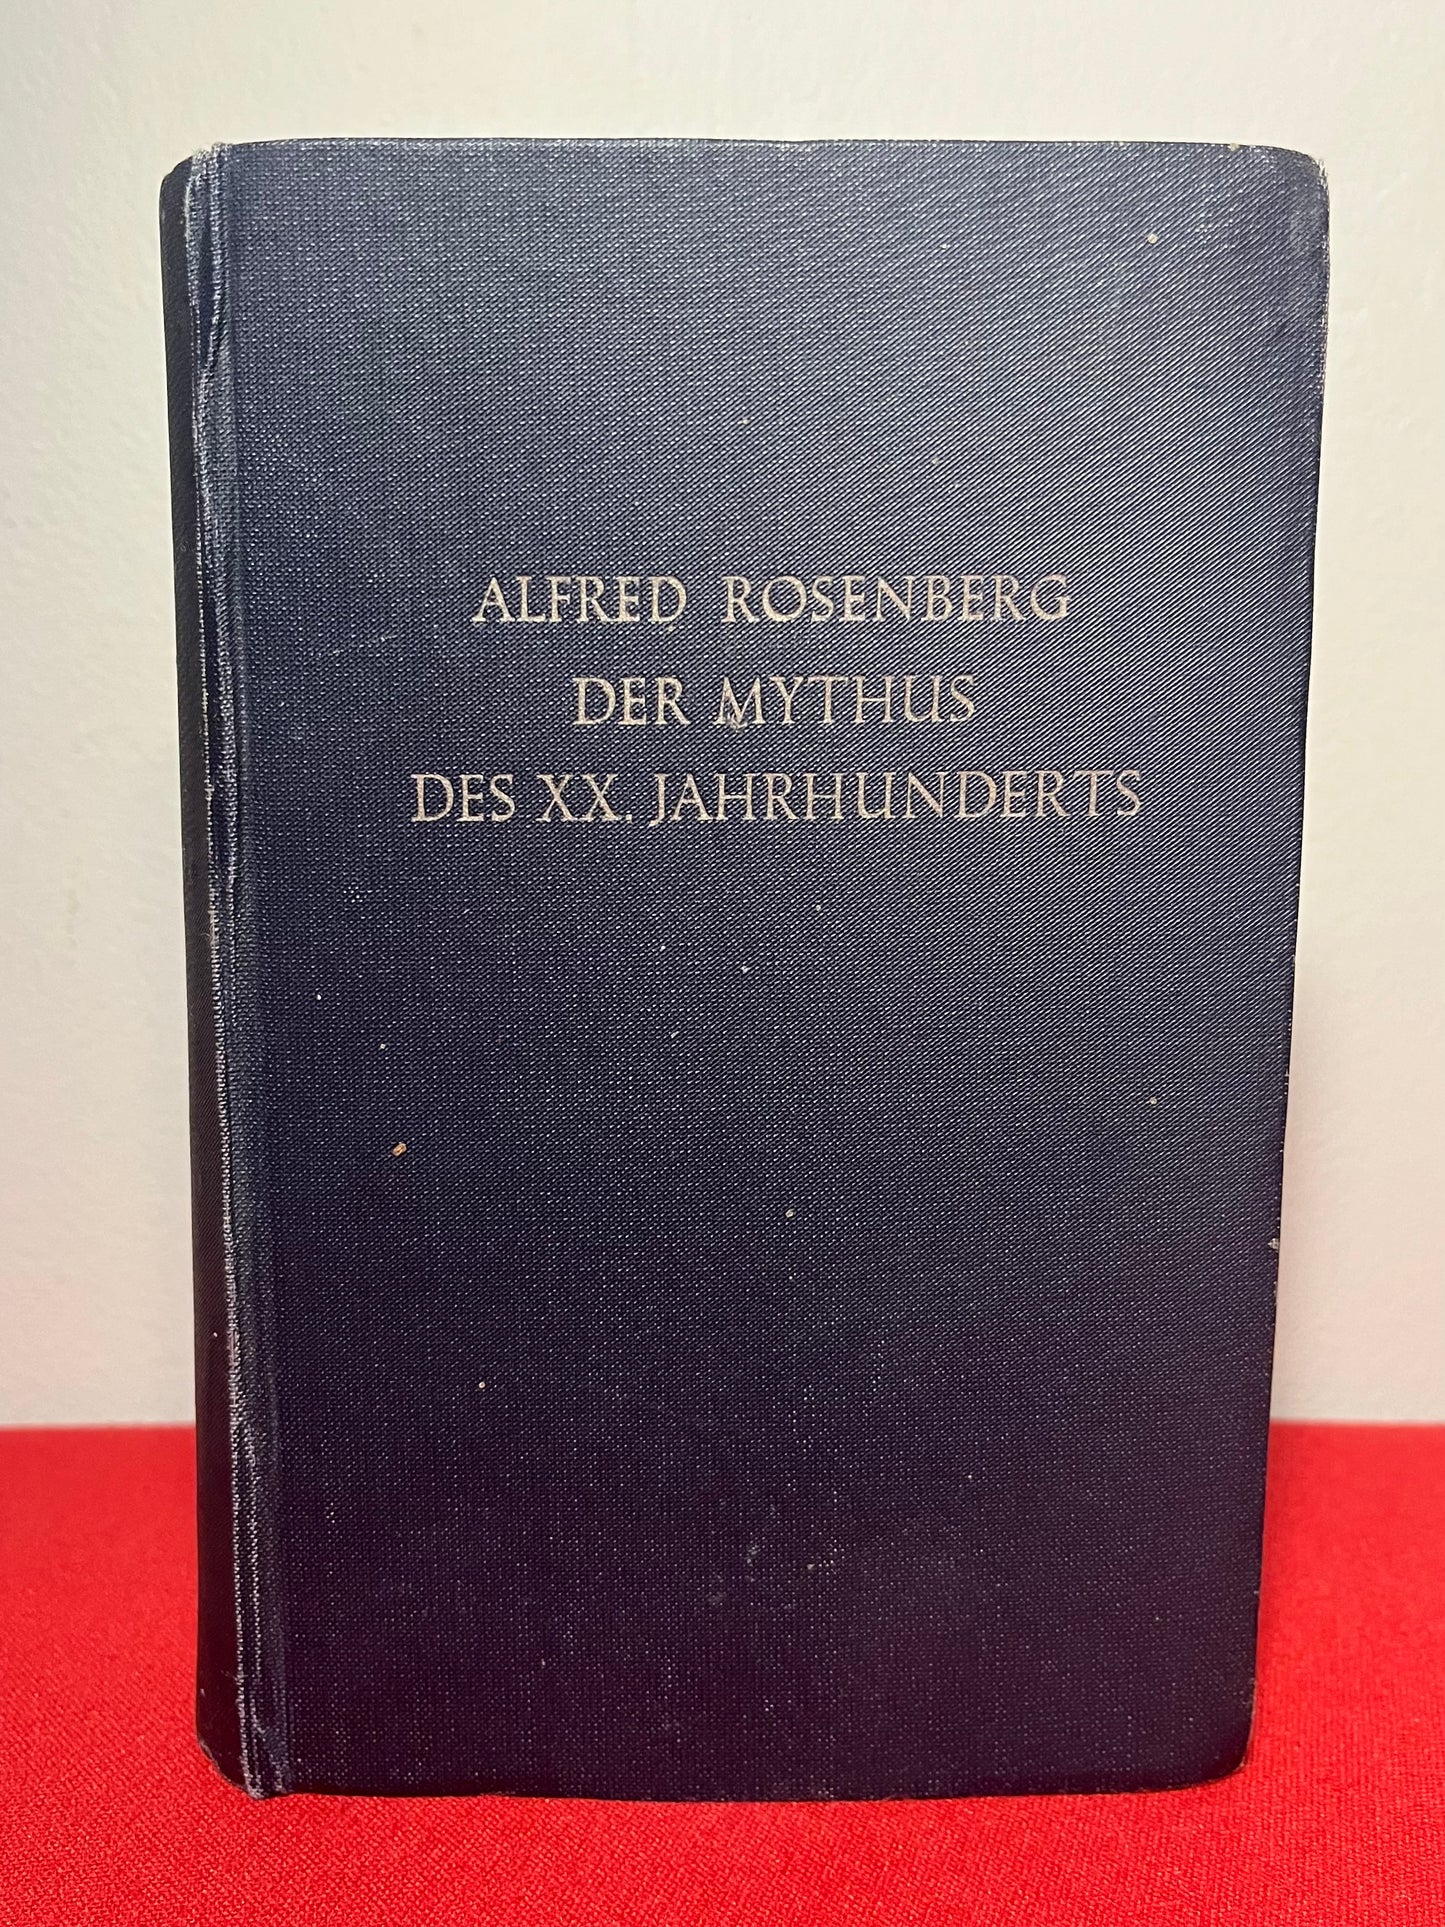 ALFRED ROSENBERG
DER MYTHUS
DES XX. JAHRHUNDERTS